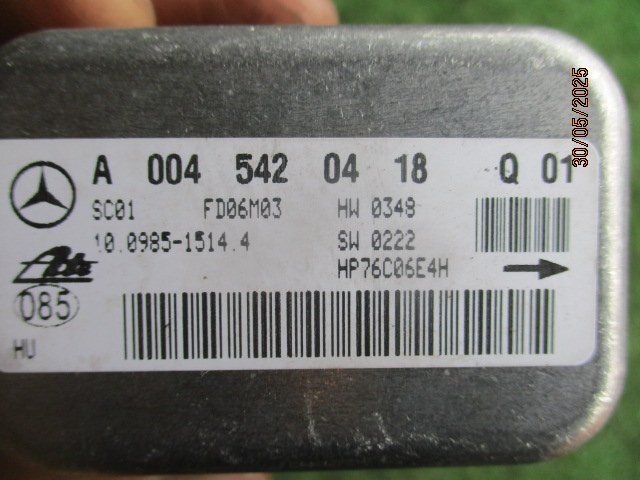 A 004 542 04 18 Q 01
SC01 FD06M03 HW 0348
10.0985-1514.4 SW 0222
Ate HP76C06E4H
085
HU
30/05/2025